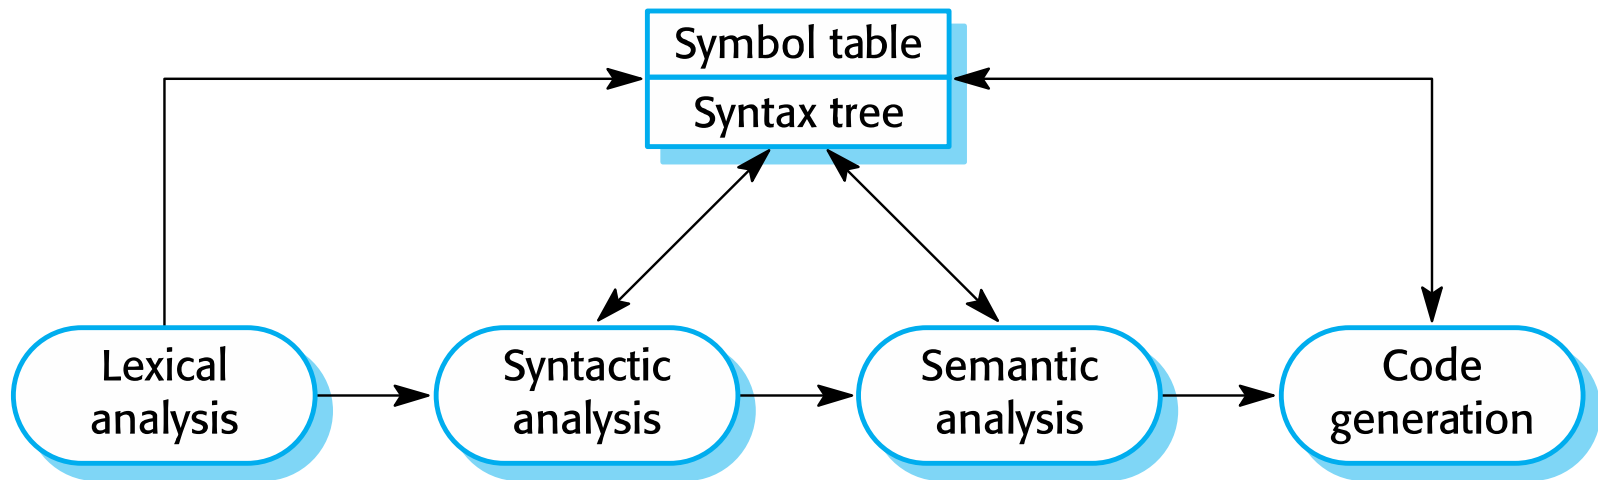 Symbol table
Syntax tree
Lexical
analysis
Syntactic
analysis
Semantic
analysis
Code
generation